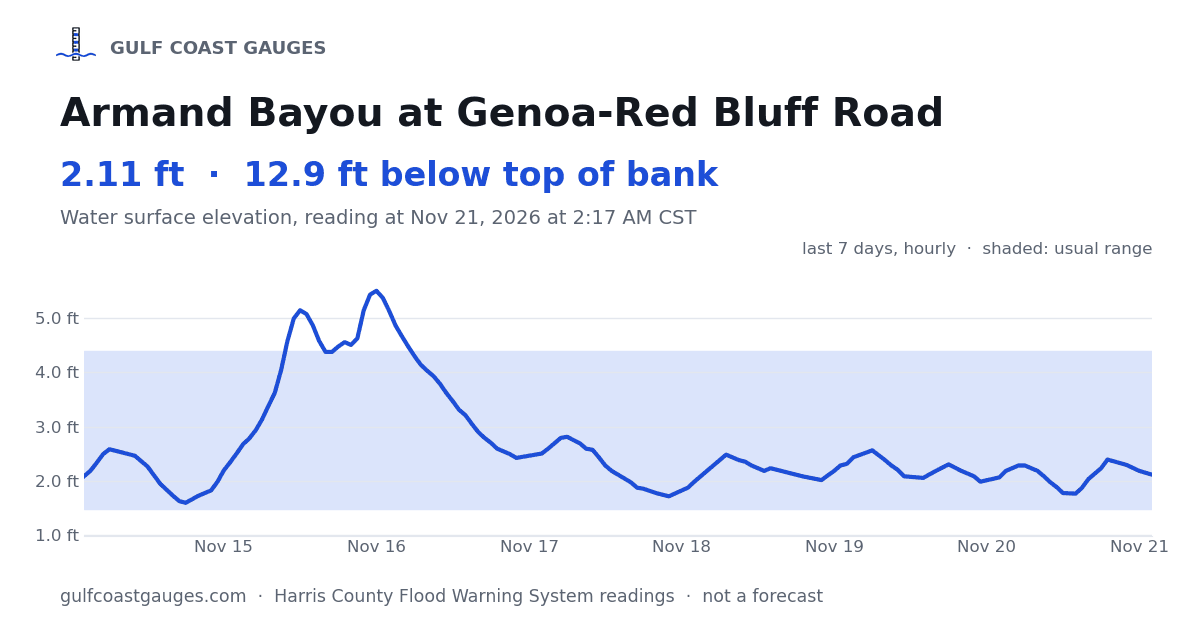 GULF COAST GAUGES
Armand Bayou at Genoa-Red Bluff Road
2.11 ft · 12.9 ft below top of bank
Water surface elevation, reading at Nov 21, 2026 at 2:17 AM CST
last 7 days, hourly · shaded: usual range
5.0 ft
4.0 ft
3.0 ft
2.0 ft
1.0 ft
Nov 15 Nov 16 Nov 17 Nov 18 Nov 19 Nov 20 Nov 21
gulfcoastgauges.com · Harris County Flood Warning System readings · not a forecast